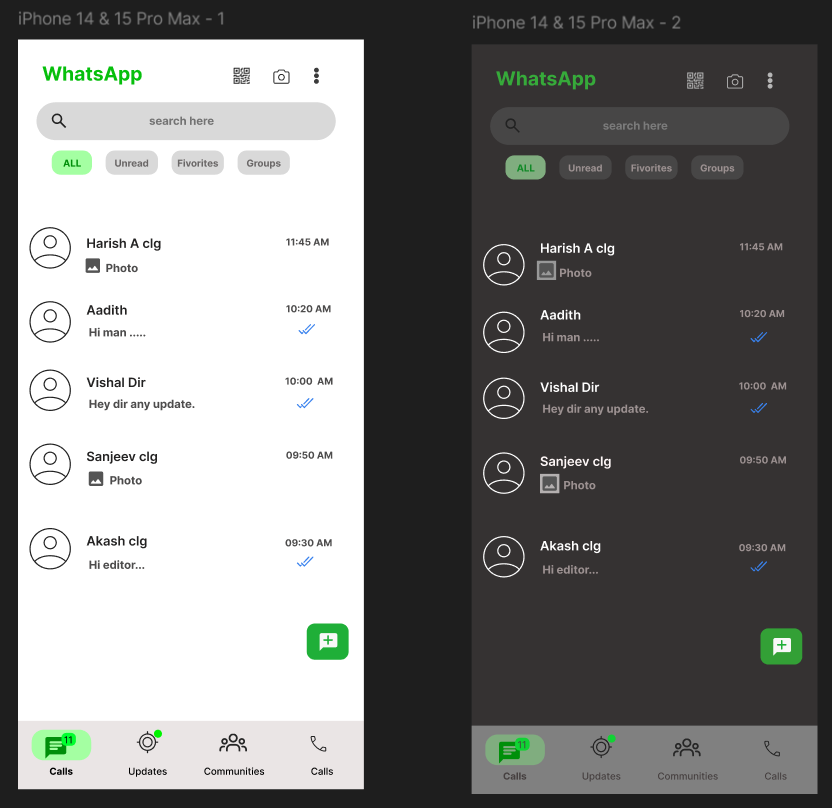 iPhone 14 & 15 Pro Max - 1
WhatsApp
search here
ALL Unread Fivorites Groups
Harish A clg 11:45 AM
Photo
Aadith 10:20 AM
Hi man .....
Vishal Dir 10:00 AM
Hey dir any update.
Sanjeev clg 09:50 AM
Photo
Akash clg 09:30 AM
Hi editor...
11
Calls Updates Communities Calls
iPhone 14 & 15 Pro Max - 2
WhatsApp
search here
ALL Unread Fivorites Groups
Harish A clg 11:45 AM
Photo
Aadith 10:20 AM
Hi man .....
Vishal Dir 10:00 AM
Hey dir any update.
Sanjeev clg 09:50 AM
Photo
Akash clg 09:30 AM
Hi editor...
11
Calls Updates Communities Calls